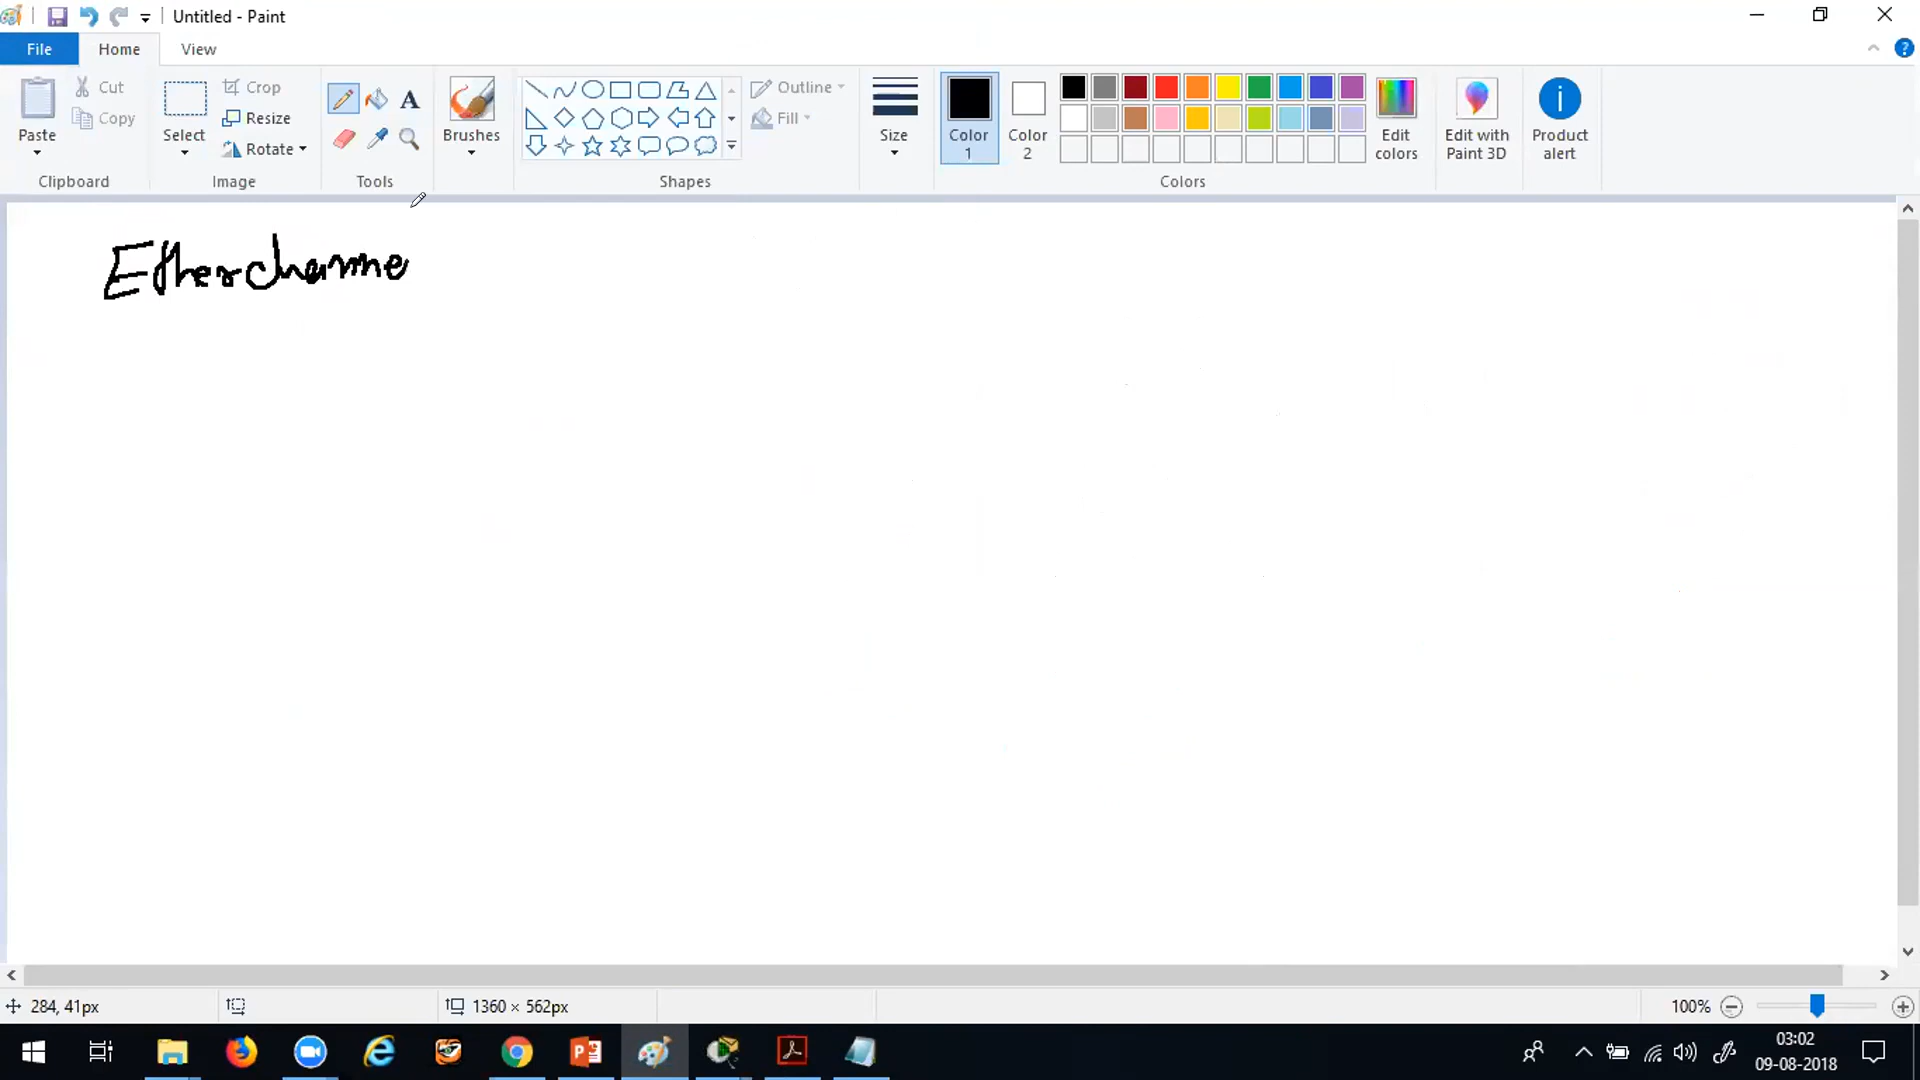 Untitled - Paint
File Home View
Paste Cut Copy Select Crop Resize Rotate A Brushes Outline Fill Size Color 1 Color 2 Edit colors Edit with Paint 3D Product alert
Clipboard Image Tools Shapes Colors
Etherchanne
284, 41px 1360 × 562px 100%
03:02
09-08-2018